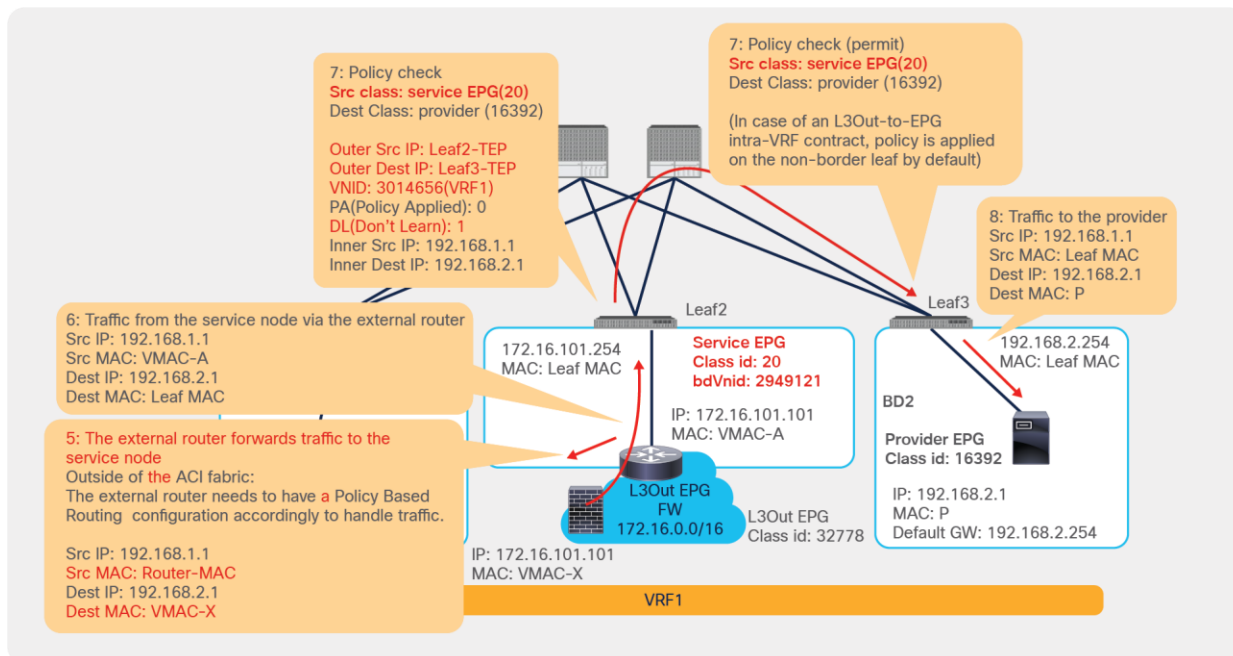 7: Policy check
Src class: service EPG(20)
Dest Class: provider (16392)
Outer Src IP: Leaf2-TEP
Outer Dest IP: Leaf3-TEP
VNID: 3014656(VRF1)
PA(Policy Applied): 0
DL(Don't Learn): 1
Inner Src IP: 192.168.1.1
Inner Dest IP: 192.168.2.1
7: Policy check (permit)
Src class: service EPG(20)
Dest Class: provider (16392)
(In case of an L3Out-to-EPG
intra-VRF contract, policy is applied
on the non-border leaf by default)
8: Traffic to the provider
Src IP: 192.168.1.1
Src MAC: Leaf MAC
Dest IP: 192.168.2.1
Dest MAC: P
6: Traffic from the service node via the external router
Src IP: 192.168.1.1
Src MAC: VMAC-A
Dest IP: 192.168.2.1
Dest MAC: Leaf MAC
5: The external router forwards traffic to the
service node
Outside of the ACI fabric:
The external router needs to have a Policy Based
Routing configuration accordingly to handle traffic.
Src IP: 192.168.1.1
Src MAC: Router-MAC
Dest IP: 192.168.2.1
Dest MAC: VMAC-X
Leaf2
172.16.101.254
MAC: Leaf MAC
Service EPG
Class id: 20
bdVnid: 2949121
IP: 172.16.101.101
MAC: VMAC-A
L3Out EPG
FW
172.16.0.0/16
L3Out EPG
Class id: 32778
IP: 172.16.101.101
MAC: VMAC-X
Leaf3
192.168.2.254
MAC: Leaf MAC
BD2
Provider EPG
Class id: 16392
IP: 192.168.2.1
MAC: P
Default GW: 192.168.2.254
VRF1